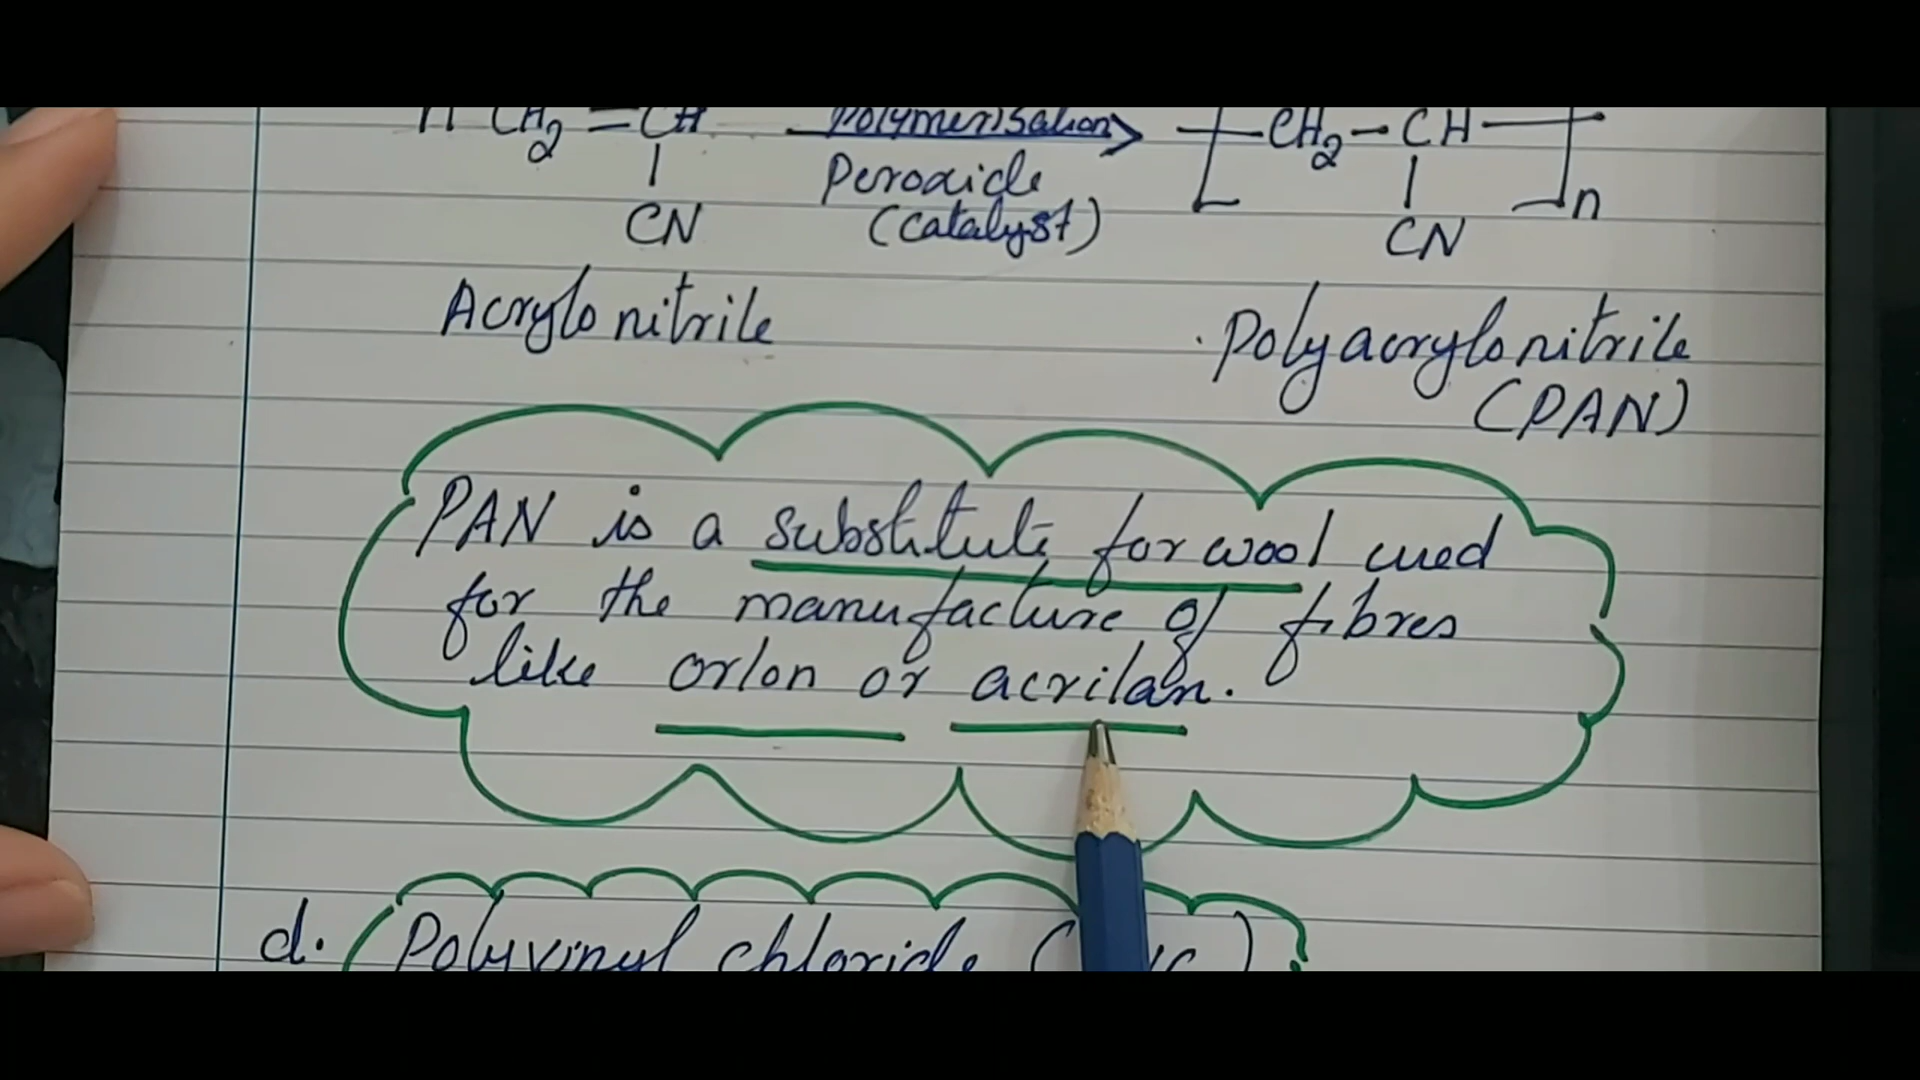 n CH2 = CH Polymerisation [ CH2 - CH ]n
CN Peroxide CN
(catalyst)
Acrylonitrile Polyacrylonitrile
(PAN)
PAN is a substitute for wool used
for the manufacture of fibres
like orlon or acrilan.
d. Polyvinyl chloride (